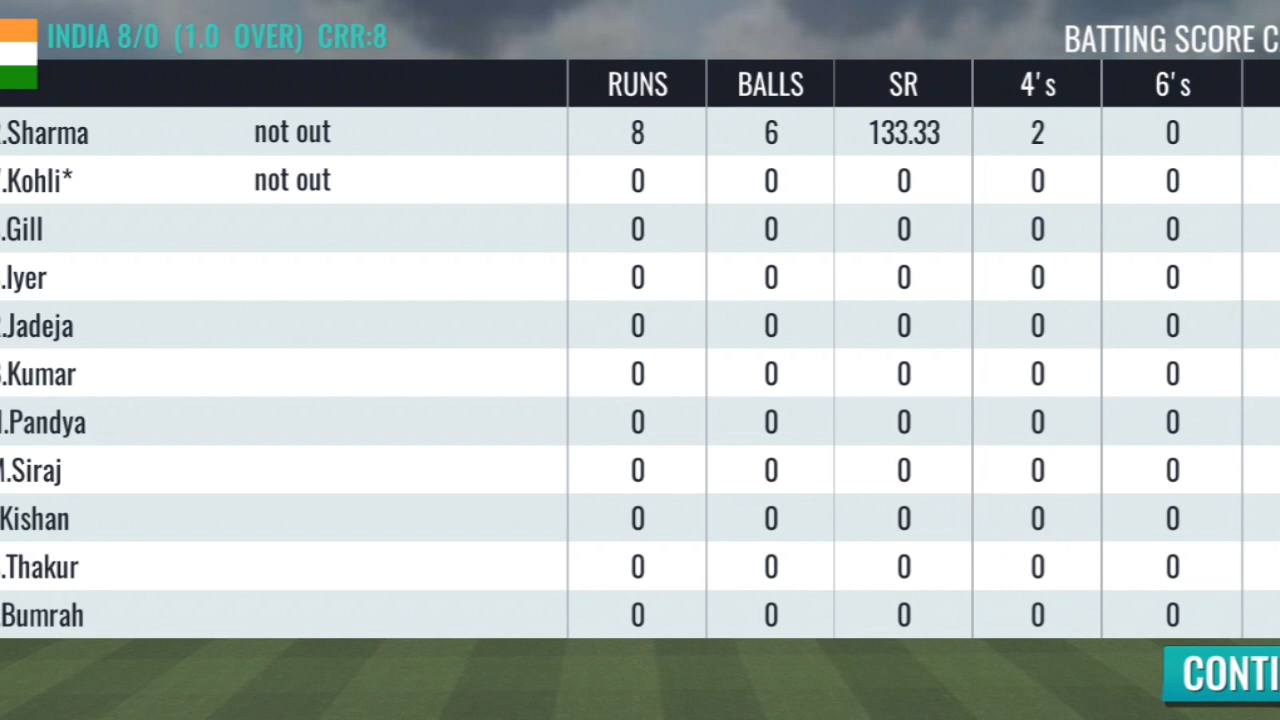 INDIA 8/0 (1.0 OVER) CRR:8
BATTING SCORE C
RUNS BALLS SR 4's 6's
.Sharma not out 8 6 133.33 2 0
.Kohli* not out 0 0 0 0 0
.Gill 0 0 0 0 0
.Iyer 0 0 0 0 0
.Jadeja 0 0 0 0 0
.Kumar 0 0 0 0 0
.Pandya 0 0 0 0 0
.Siraj 0 0 0 0 0
Kishan 0 0 0 0 0
.Thakur 0 0 0 0 0
.Bumrah 0 0 0 0 0
CONTI